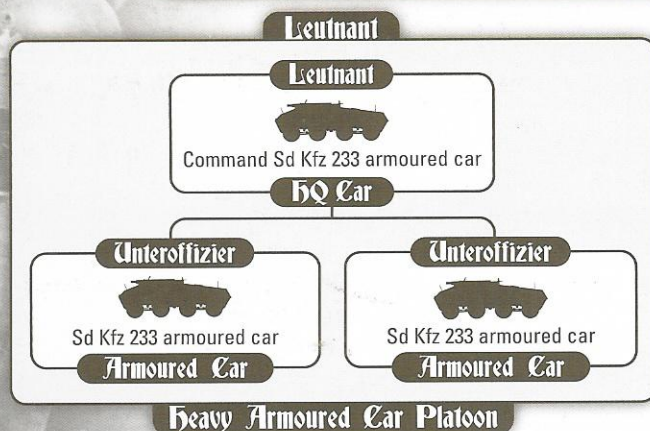 Leutnant
Leutnant
Command Sd Kfz 233 armoured car
HQ Car
Unteroffizier
Sd Kfz 233 armoured car
Armoured Car
Unteroffizier
Sd Kfz 233 armoured car
Armoured Car
Heavy Armoured Car Platoon